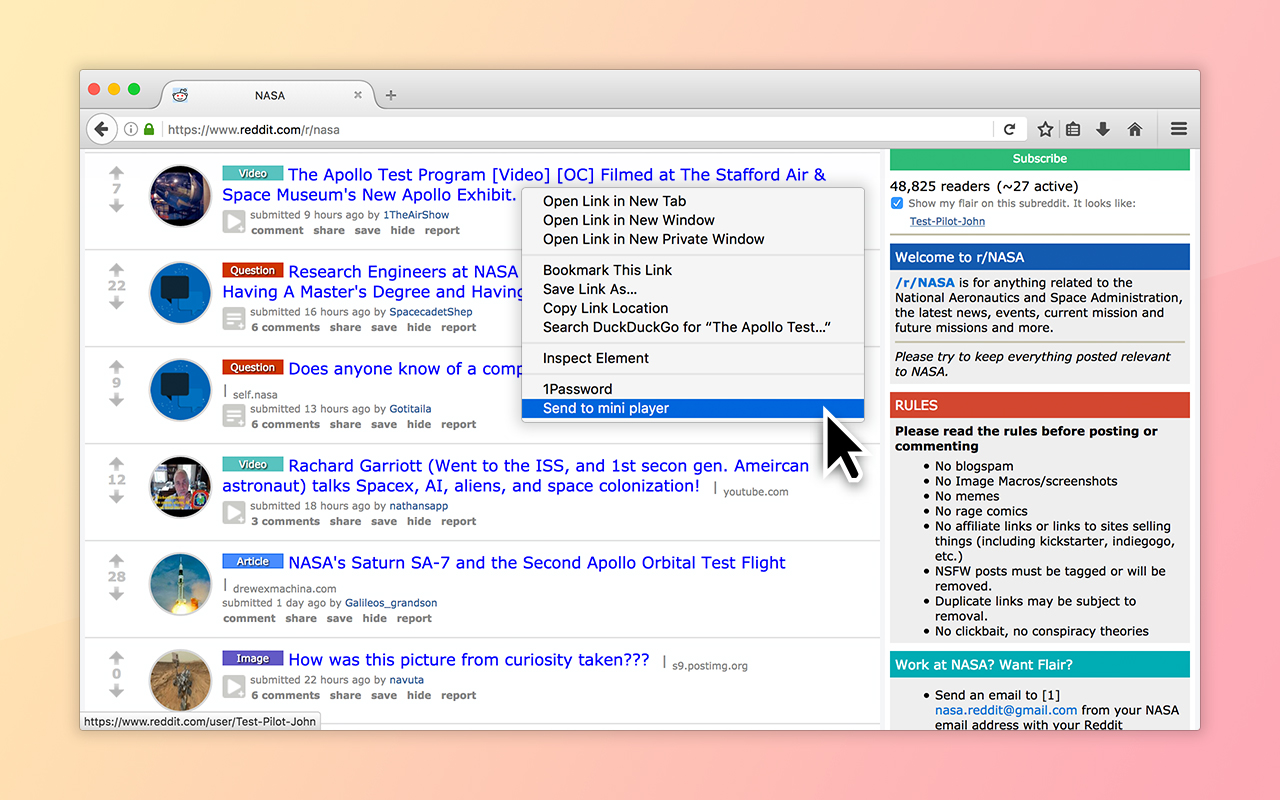 NASA
https://www.reddit.com/r/nasa
7
Video The Apollo Test Program [Video] [OC] Filmed at The Stafford Air &
Space Museum's New Apollo Exhibit.
submitted 9 hours ago by 1TheAirShow
comment share save hide report
22
Question Research Engineers at NASA
Having A Master's Degree and Having
submitted 16 hours ago by SpacecadetShep
6 comments share save hide report
9
Question Does anyone know of a comp
self.nasa
submitted 13 hours ago by Gotitaila
6 comments share save hide report
12
Video Rachard Garriott (Went to the ISS, and 1st secon gen. Ameircan
astronaut) talks Spacex, AI, aliens, and space colonization! | youtube.com
submitted 18 hours ago by nathansapp
3 comments share save hide report
28
Article NASA's Saturn SA-7 and the Second Apollo Orbital Test Flight
drewexmachina.com
submitted 1 day ago by Galileos_grandson
comment share save hide report
0
Image How was this picture from curiosity taken??? | s9.postimg.org
submitted 22 hours ago by navuta
6 comments share save hide report
https://www.reddit.com/user/Test-Pilot-John
Open Link in New Tab
Open Link in New Window
Open Link in New Private Window
Bookmark This Link
Save Link As...
Copy Link Location
Search DuckDuckGo for “The Apollo Test...”
Inspect Element
1Password
Send to mini player
Subscribe
48,825 readers (~27 active)
Show my flair on this subreddit. It looks like:
Test-Pilot-John
Welcome to r/NASA
/r/NASA is for anything related to the
National Aeronautics and Space Administration,
the latest news, events, current mission and
future missions and more.
Please try to keep everything posted relevant
to NASA.
RULES
Please read the rules before posting or
commenting
• No blogspam
• No Image Macros/screenshots
• No memes
• No rage comics
• No affiliate links or links to sites selling
things (including kickstarter, indiegogo,
etc.)
• NSFW posts must be tagged or will be
removed.
• Duplicate links may be subject to
removal.
• No clickbait, no conspiracy theories
Work at NASA? Want Flair?
• Send an email to [1]
nasa.reddit@gmail.com from your NASA
email address with your Reddit